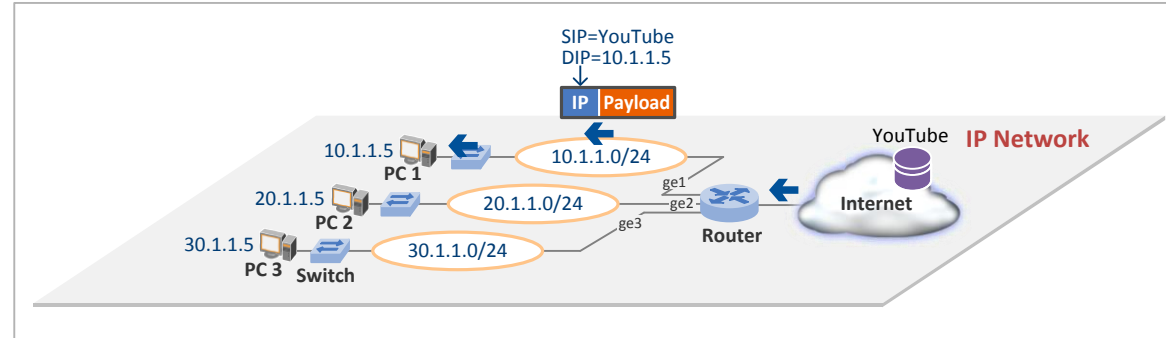 SIP=YouTube
DIP=10.1.1.5
IP Payload
YouTube
IP Network
10.1.1.5
PC 1
10.1.1.0/24
ge1
20.1.1.5
PC 2
20.1.1.0/24
ge2
Router
Internet
30.1.1.5
PC 3
Switch
30.1.1.0/24
ge3